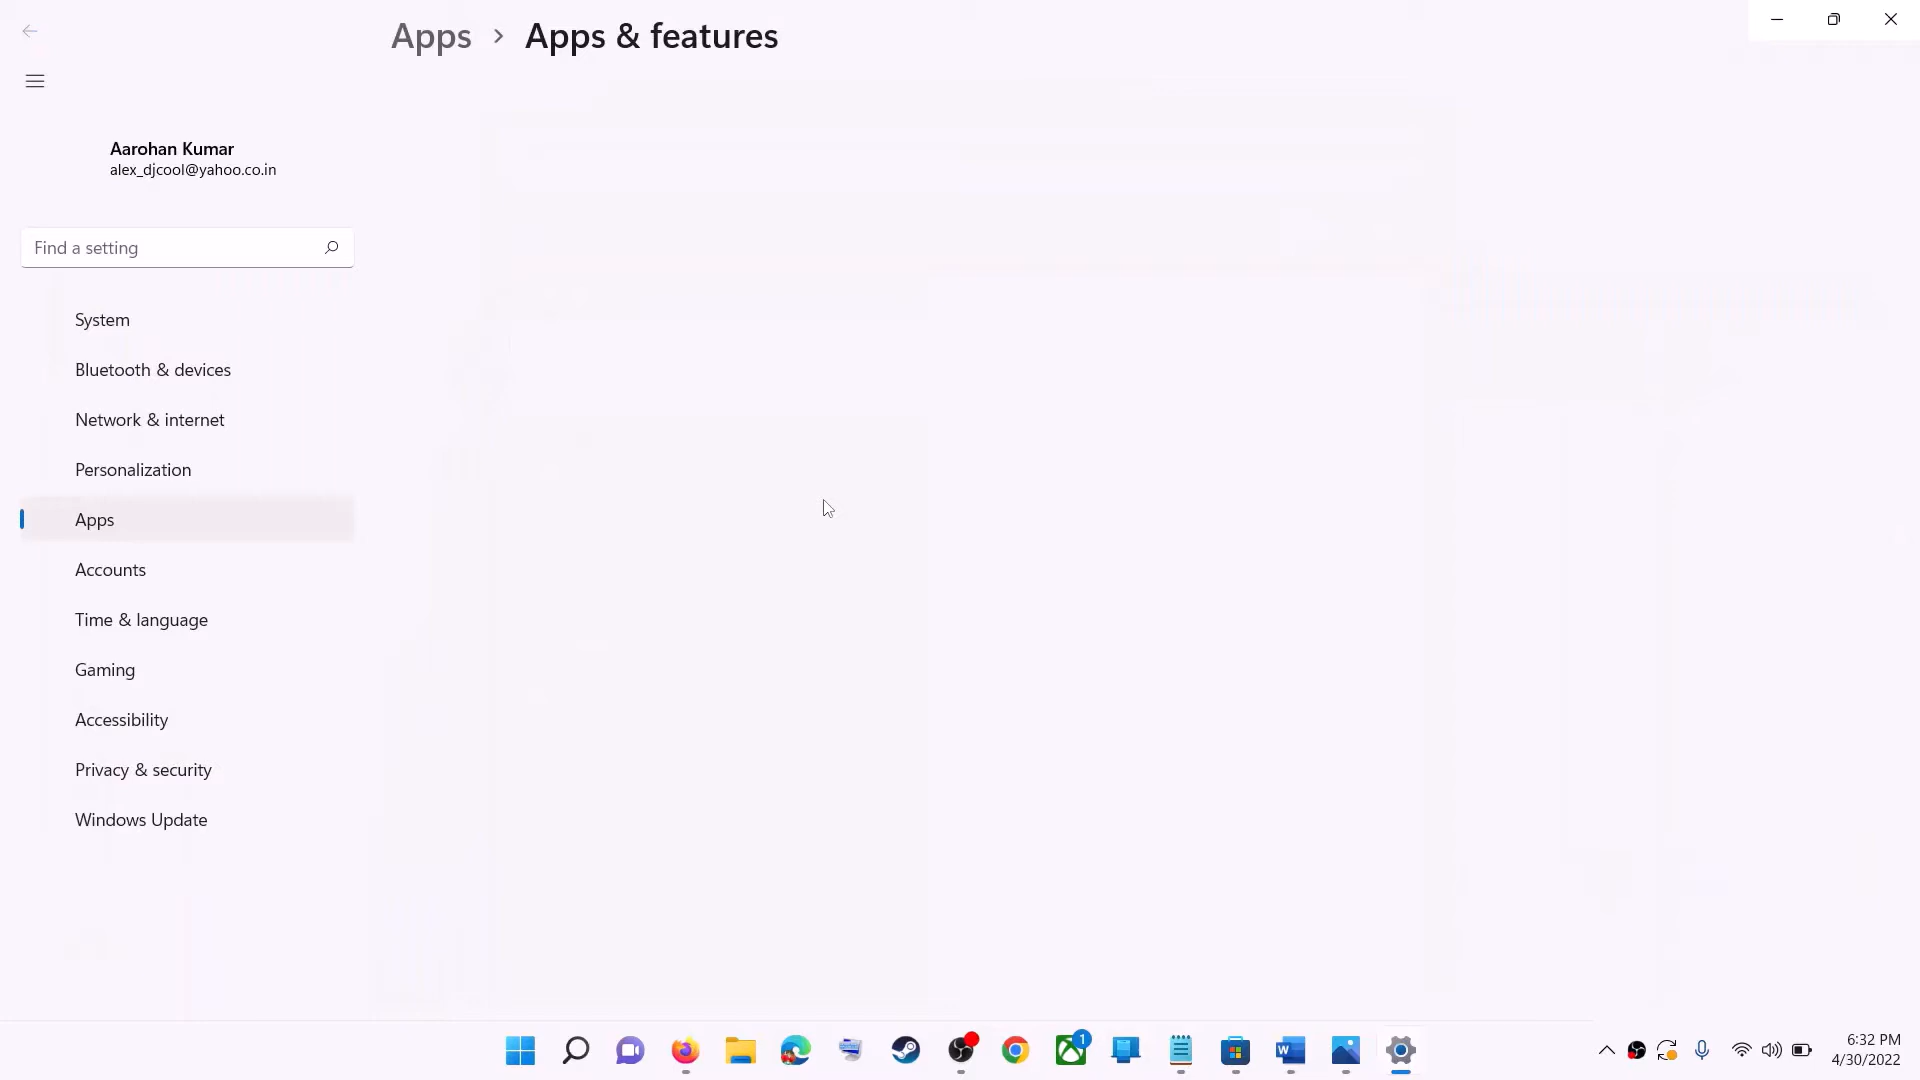 Apps > Apps & features
Aarohan Kumar
alex_djcool@yahoo.co.in
Find a setting
System
Bluetooth & devices
Network & internet
Personalization
Apps
Accounts
Time & language
Gaming
Accessibility
Privacy & security
Windows Update
1
W
6:32 PM
4/30/2022